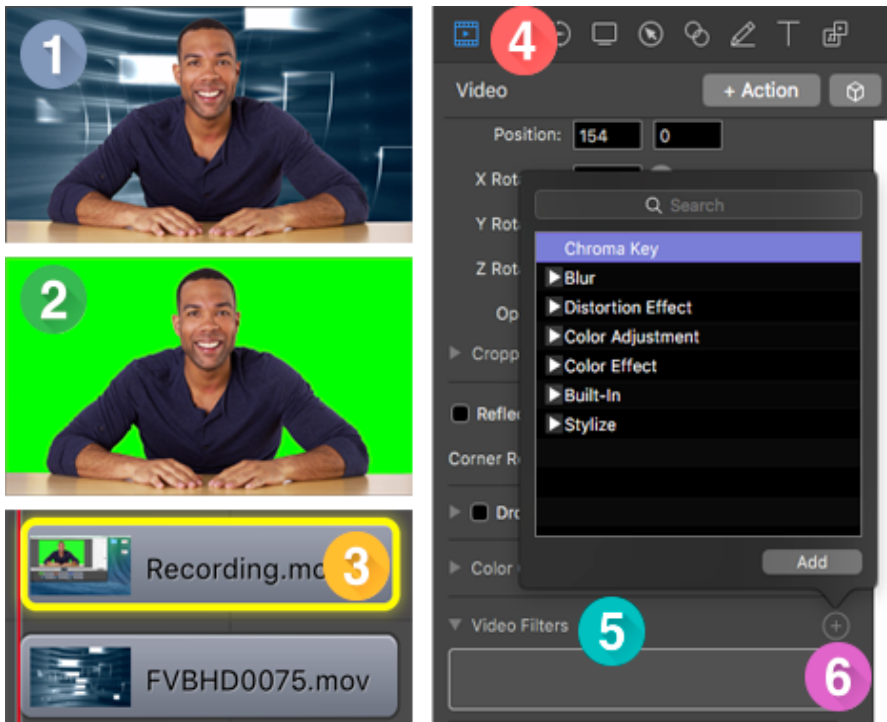 1
2
3
Recording.mo
FVBHD0075.mov
4
Video
+ Action
Position: 154 0
X Rot
Search
Y Rot
Chroma Key
Z Rot
Blur
Distortion Effect
Op
Color Adjustment
Cropp
Color Effect
Built-In
Reflec
Stylize
Corner R
Dro
Color
Add
Video Filters
5
6